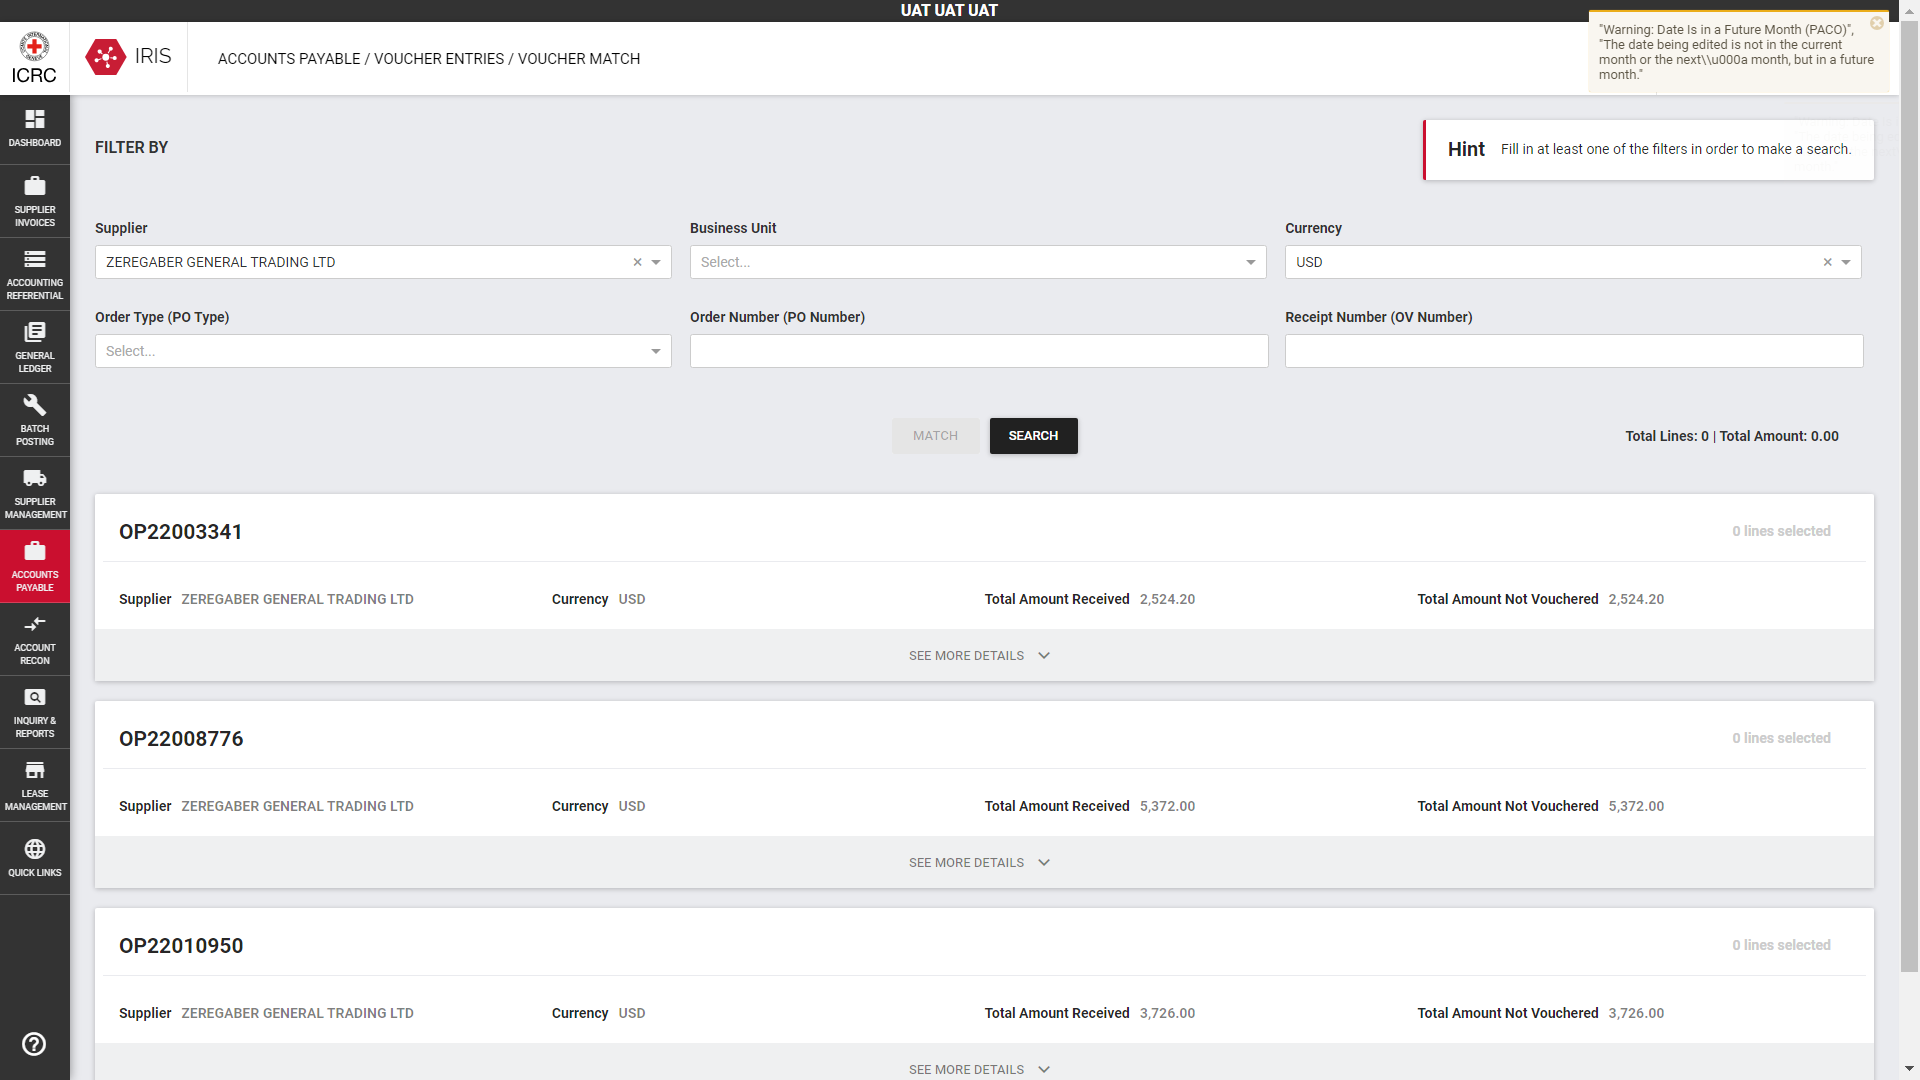 UAT UAT UAT
ICRC
IRIS
ACCOUNTS PAYABLE / VOUCHER ENTRIES / VOUCHER MATCH
"Warning: Date Is in a Future Month (PACO)",
"The date being edited is not in the current
month or the next\\u000a month, but in a future
month."
DASHBOARD
SUPPLIER
INVOICES
ACCOUNTING
REFERENTIAL
GENERAL
LEDGER
BATCH
POSTING
SUPPLIER
MANAGEMENT
ACCOUNTS
PAYABLE
ACCOUNT
RECON
INQUIRY &
REPORTS
LEASE
MANAGEMENT
QUICK LINKS
FILTER BY
Hint Fill in at least one of the filters in order to make a search.
Supplier Business Unit Currency
ZEREGABER GENERAL TRADING LTD Select... USD
Order Type (PO Type) Order Number (PO Number) Receipt Number (OV Number)
Select...
MATCH SEARCH Total Lines: 0 | Total Amount: 0.00
OP22003341 0 lines selected
Supplier ZEREGABER GENERAL TRADING LTD Currency USD Total Amount Received 2,524.20 Total Amount Not Vouchered 2,524.20
SEE MORE DETAILS
OP22008776 0 lines selected
Supplier ZEREGABER GENERAL TRADING LTD Currency USD Total Amount Received 5,372.00 Total Amount Not Vouchered 5,372.00
SEE MORE DETAILS
OP22010950 0 lines selected
Supplier ZEREGABER GENERAL TRADING LTD Currency USD Total Amount Received 3,726.00 Total Amount Not Vouchered 3,726.00
SEE MORE DETAILS